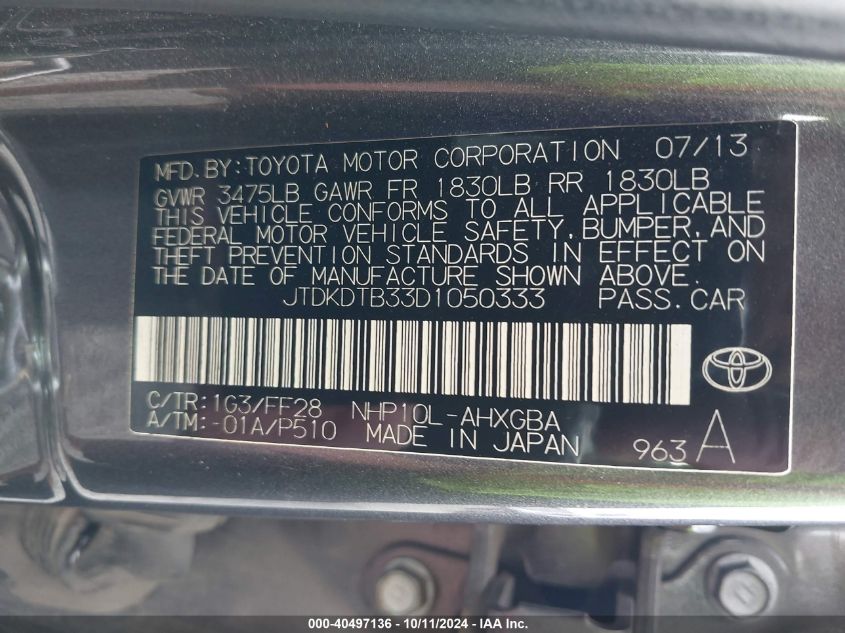 MFD. BY: TOYOTA MOTOR CORPORATION 07/13
GVWR 3475LB GAWR FR 1830LB RR 1830LB
THIS VEHICLE CONFORMS TO ALL APPLICABLE
FEDERAL MOTOR VEHICLE SAFETY, BUMPER, AND
THEFT PREVENTION STANDARDS IN EFFECT ON
THE DATE OF MANUFACTURE SHOWN ABOVE.
JTDKDTB33D1050333 PASS.CAR
C/TR: 1G3/FF28 NHP10L-AHXGBA
A/TM: -01A/P510 MADE IN JAPAN 963 A
000-40497136 - 10/11/2024 - IAA Inc.